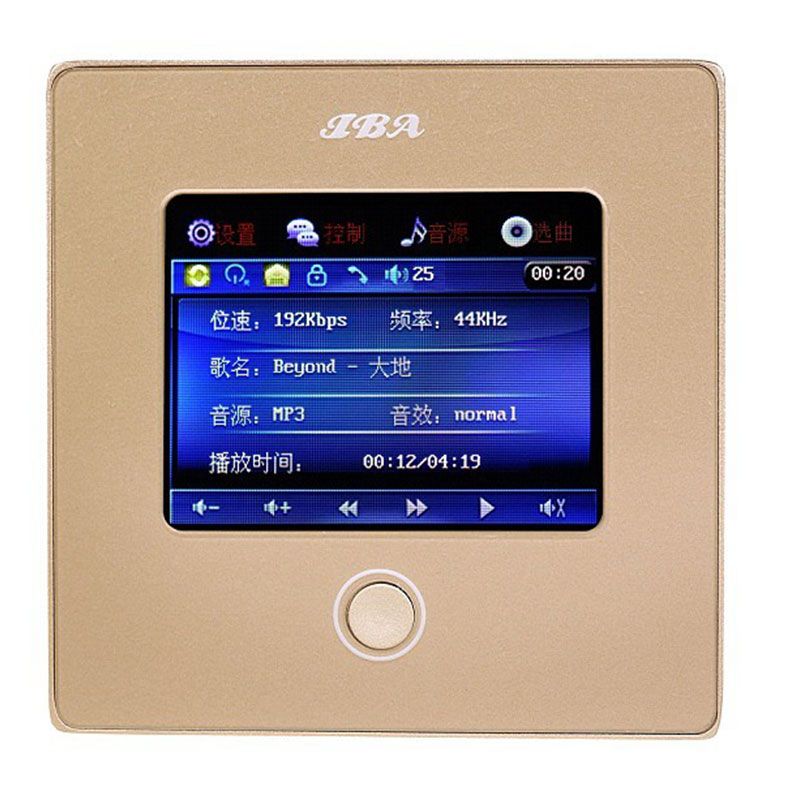 IBA
设置 控制 音源 选曲
25 00:20
位速: 192Kbps 频率: 44KHz
歌名: Beyond - 大地
音源: MP3 音效: normal
播放时间: 00:12/04:19